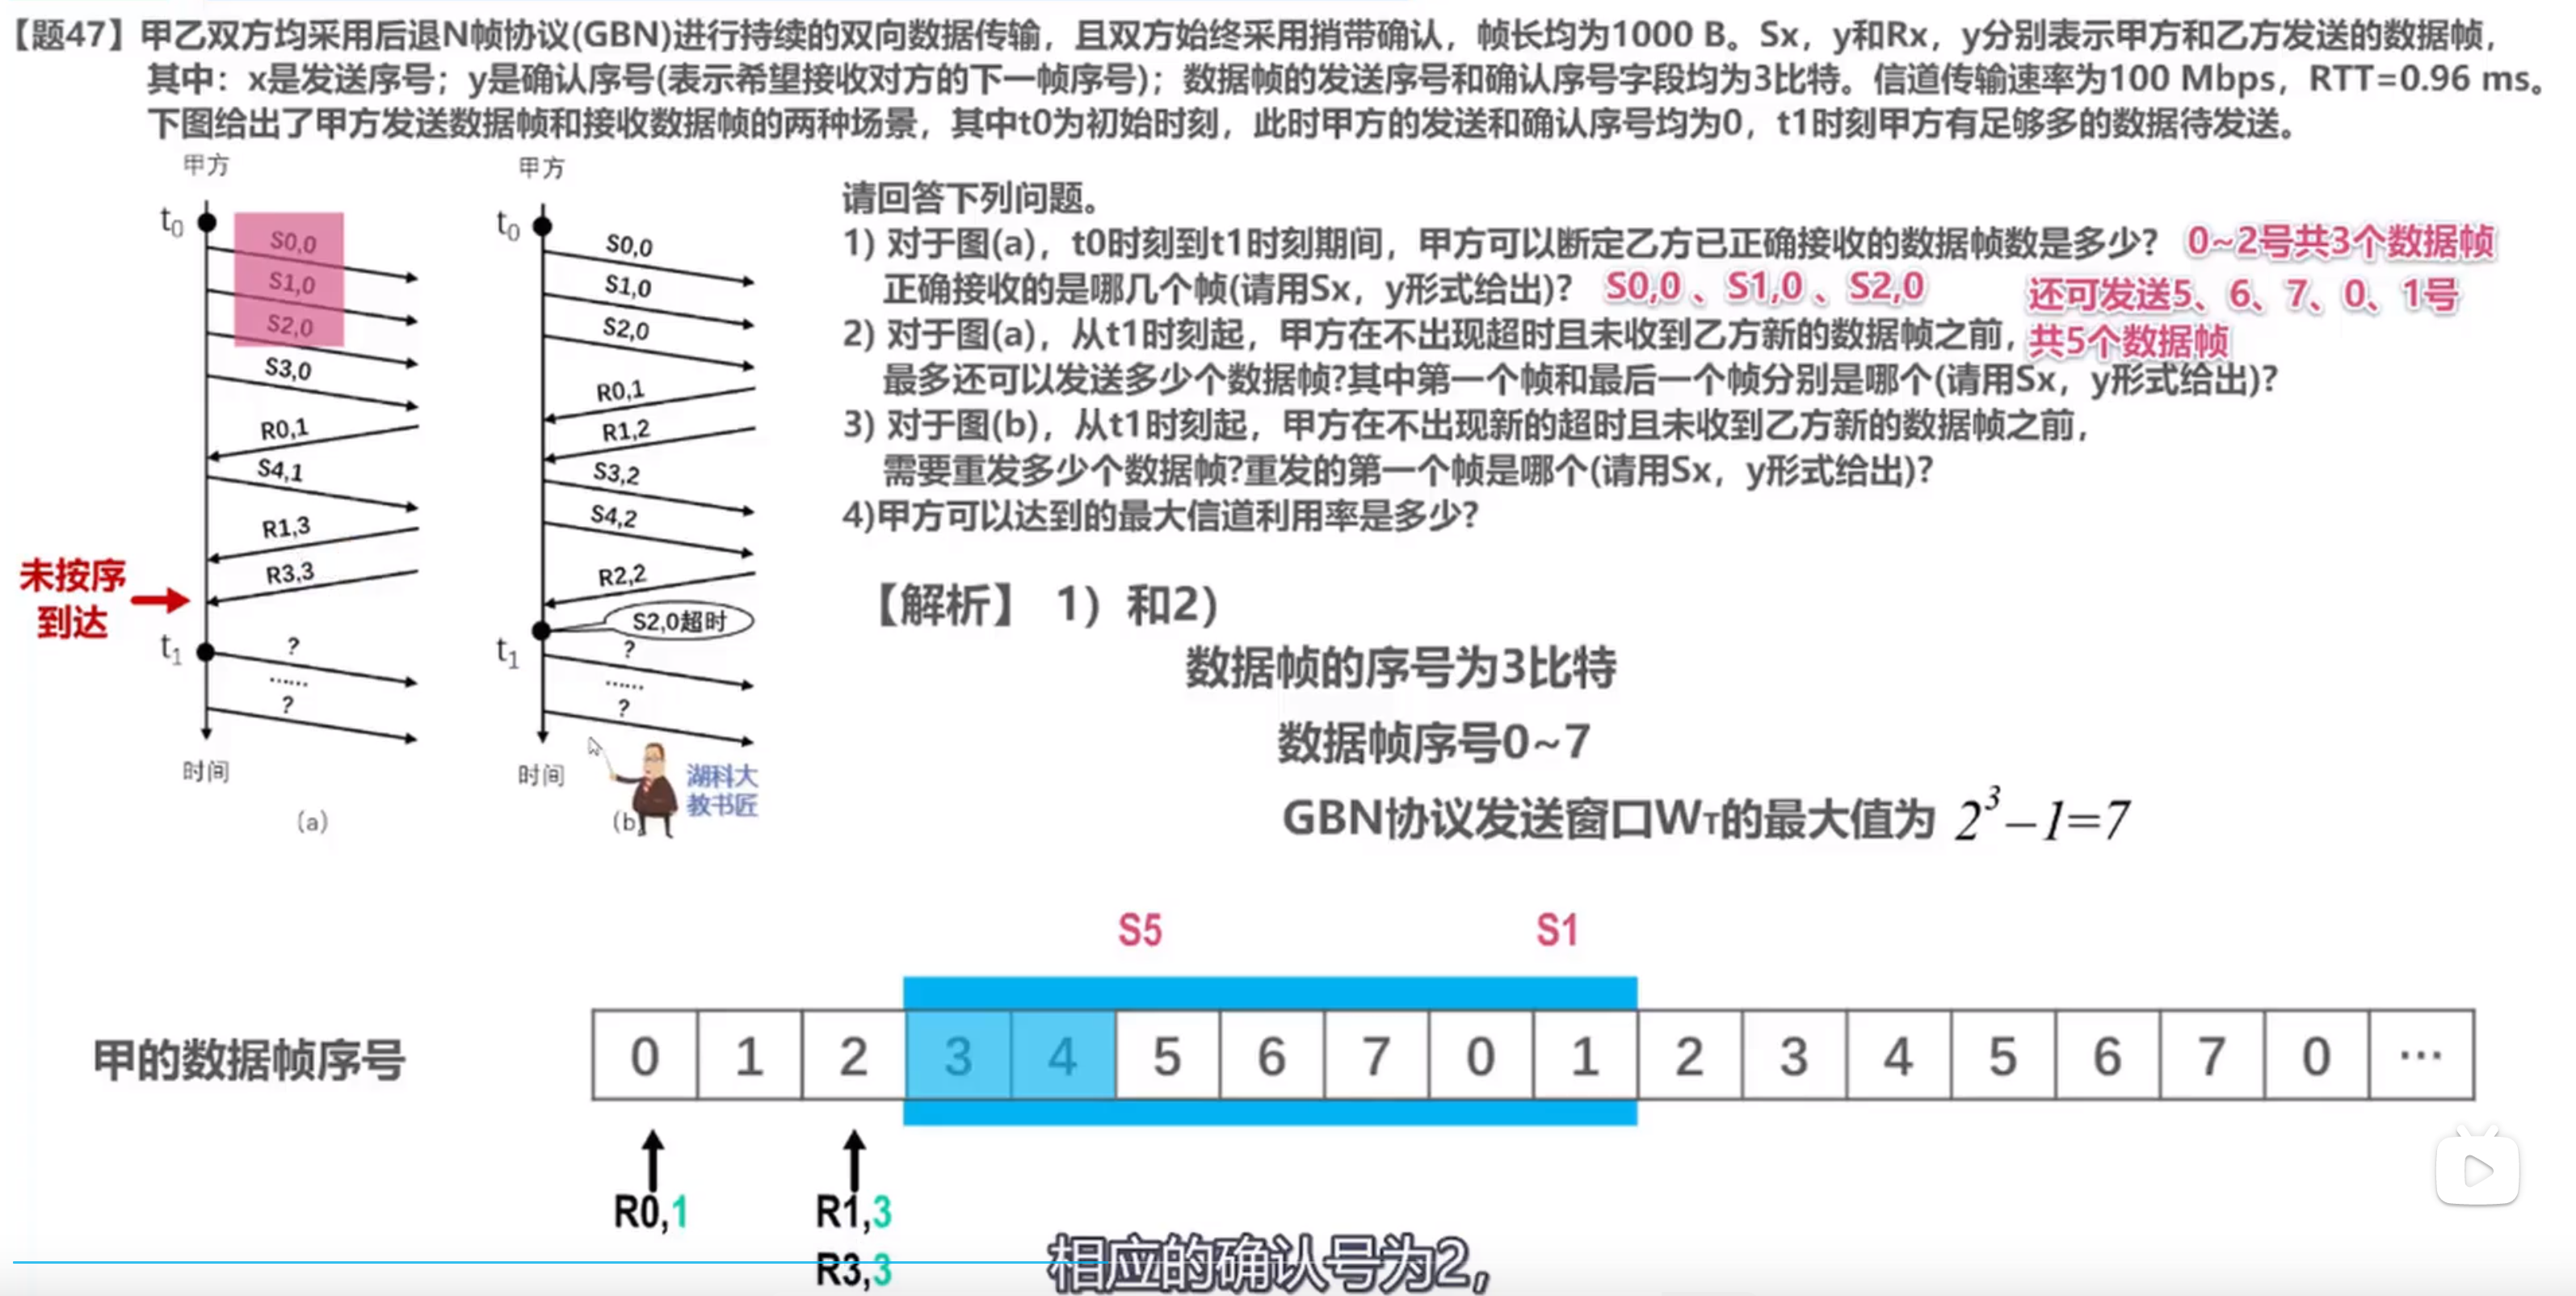 【题47】甲乙双方均采用后退N帧协议(GBN)进行持续的双向数据传输，且双方始终采用捎带确认，帧长均为1000 B。Sx，y和Rx，y分别表示甲方和乙方发送的数据帧，
其中：x是发送序号；y是确认序号(表示希望接收对方的下一帧序号)；数据帧的发送序号和确认序号字段均为3比特。信道传输速率为100 Mbps，RTT=0.96 ms。
下图给出了甲方发送数据帧和接收数据帧的两种场景，其中t0为初始时刻，此时甲方的发送和确认序号均为0，t1时刻甲方有足够多的数据待发送。
甲方
t0
S0,0
S1,0
S2,0
S3,0
R0,1
S4,1
R1,3
R3,3
未按序
到达
t1
?
......
?
时间
(a)
甲方
t0
S0,0
S1,0
S2,0
R0,1
R1,2
S3,2
S4,2
R2,2
S2,0超时
t1
?
......
?
时间
(b
湖科大
教书匠
请回答下列问题。
1) 对于图(a)，t0时刻到t1时刻期间，甲方可以断定乙方已正确接收的数据帧数是多少? 0~2号共3个数据帧
正确接收的是哪几个帧(请用Sx，y形式给出)? S0,0 、S1,0 、S2,0
还可发送5、6、7、0、1号
2) 对于图(a)，从t1时刻起，甲方在不出现超时且未收到乙方新的数据帧之前，共5个数据帧
最多还可以发送多少个数据帧?其中第一个帧和最后一个帧分别是哪个(请用Sx，y形式给出)?
3) 对于图(b)，从t1时刻起，甲方在不出现新的超时且未收到乙方新的数据帧之前，
需要重发多少个数据帧?重发的第一个帧是哪个(请用Sx，y形式给出)?
4)甲方可以达到的最大信道利用率是多少?
【解析】 1）和2)
数据帧的序号为3比特
数据帧序号0~7
GBN协议发送窗口WT的最大值为 2³−1=7
S5 S1
甲的数据帧序号 0 1 2 3 4 5 6 7 0 1 2 3 4 5 6 7 0 ...
R0,1 R1,3
R3,3
相应的确认号为2，